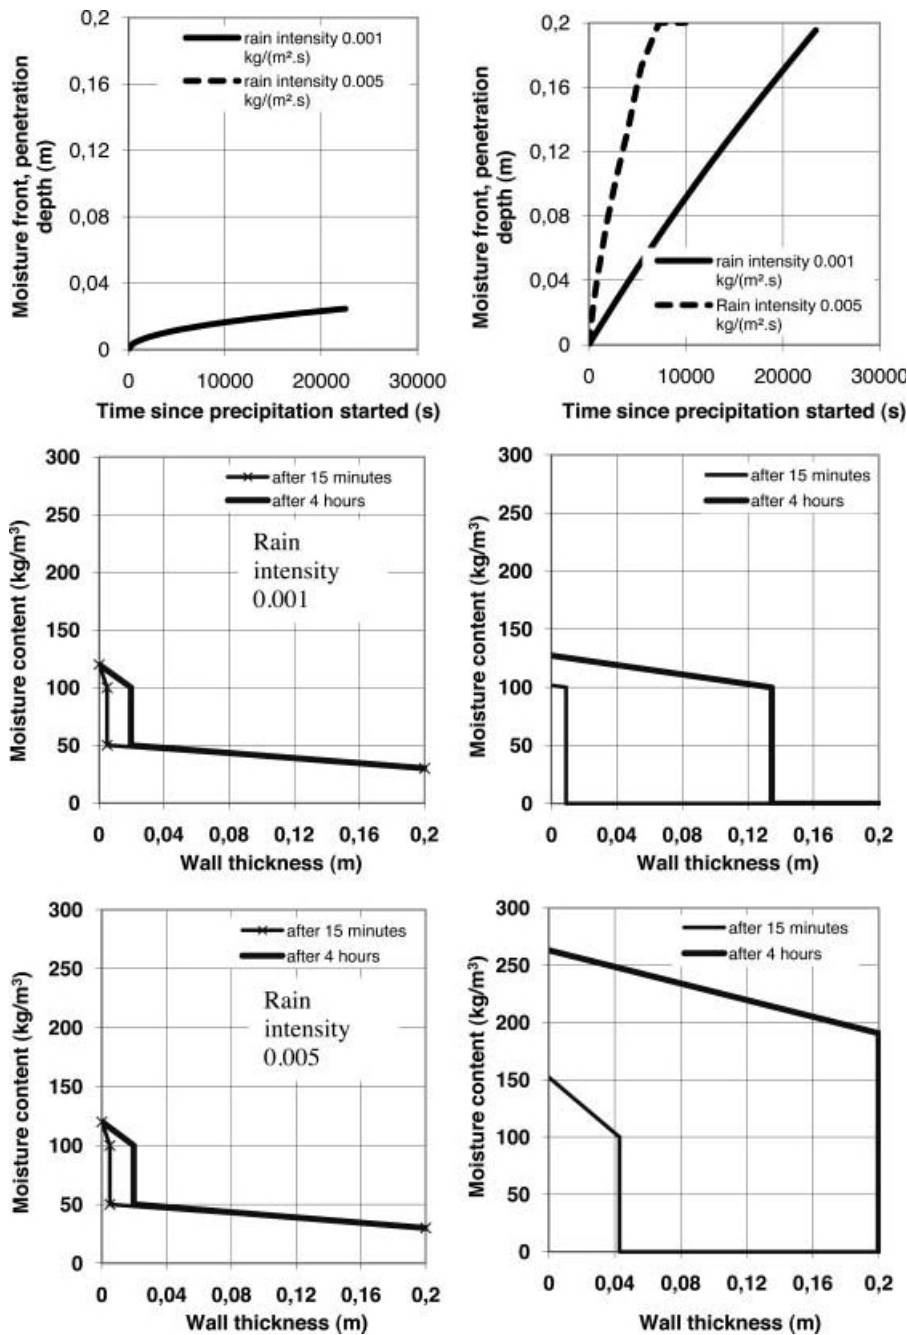 0,2
0,16
0,12
0,08
0,04
0
Moisture front, penetration
depth (m)
rain intensity 0.001
kg/(m².s)
rain intensity 0.005
kg/(m².s)
0 10000 20000 30000
Time since precipitation started (s)
0,2
0,16
0,12
0,08
0,04
0
Moisture front, penetration
depth (m)
rain intensity 0.001
kg/(m².s)
Rain intensity 0.005
kg/(m².s)
0 10000 20000 30000
Time since precipitation started (s)
300
250
200
150
100
50
0
Moisture content (kg/m³)
after 15 minutes
after 4 hours
Rain
intensity
0.001
0 0,04 0,08 0,12 0,16 0,2
Wall thickness (m)
300
250
200
150
100
50
0
Moisture content (kg/m³)
after 15 minutes
after 4 hours
0 0,04 0,08 0,12 0,16 0,2
Wall thickness (m)
300
250
200
150
100
50
0
Moisture content (kg/m³)
after 15 minutes
after 4 hours
Rain
intensity
0.005
0 0,04 0,08 0,12 0,16 0,2
Wall thickness (m)
300
250
200
150
100
50
0
Moisture content (kg/m³)
after 15 minutes
after 4 hours
0 0,04 0,08 0,12 0,16 0,2
Wall thickness (m)